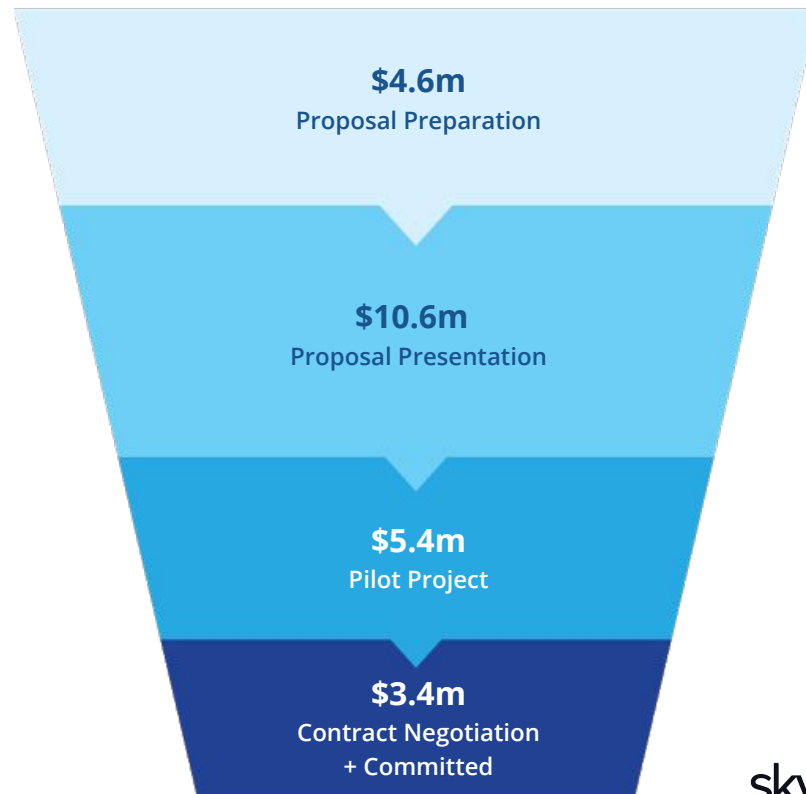 $4.6m
Proposal Preparation
$10.6m
Proposal Presentation
$5.4m
Pilot Project
$3.4m
Contract Negotiation
+ Committed